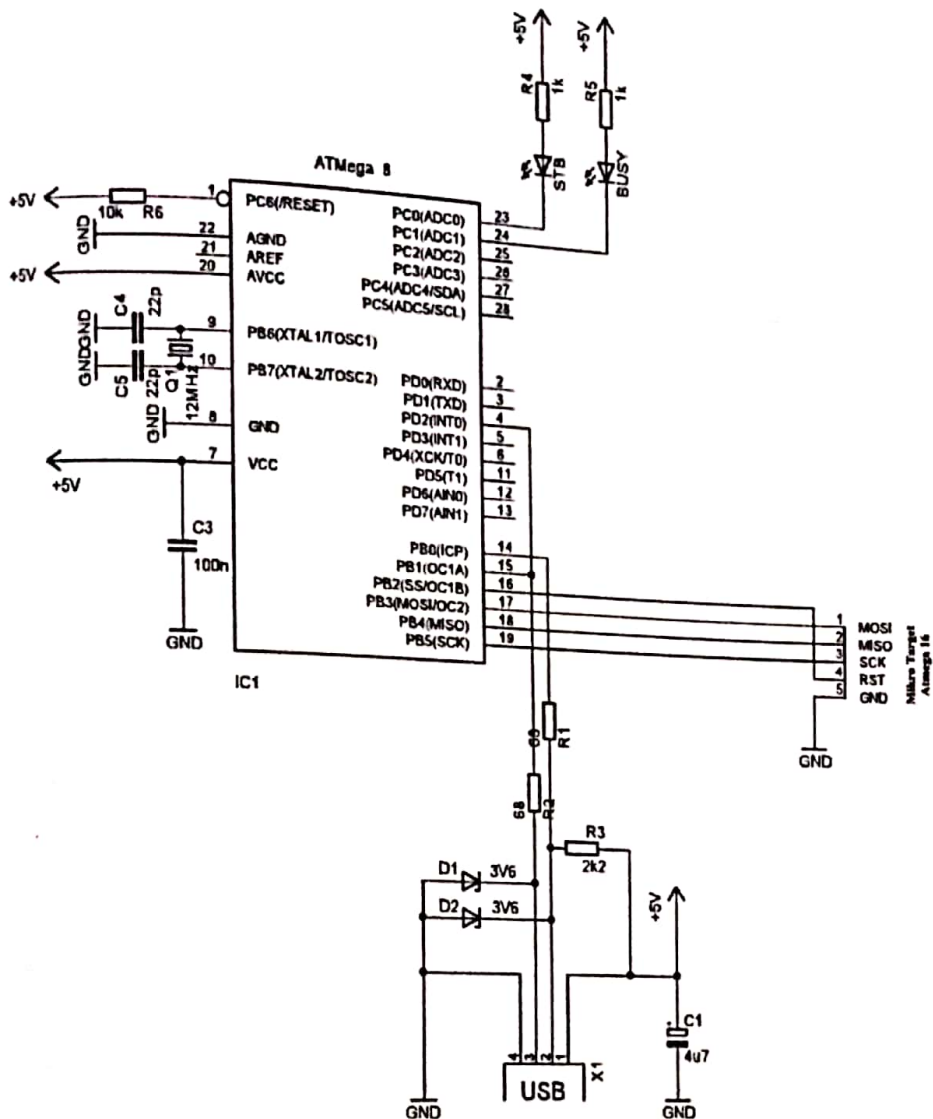 +5V
+5V
R4
1k
R5
1k
STB
BUSY
ATMega 8
+5V
10k
R6
1
PC6(/RESET)
GND
22
AGND
21
AREF
+5V
20
AVCC
GND
C4
22p
9
PB6(XTAL1/TOSC1)
GND
C5
22p
Q1
12MHz
10
PB7(XTAL2/TOSC2)
GND
8
GND
+5V
7
VCC
C3
100n
GND
PC0(ADC0)
23
PC1(ADC1)
24
PC2(ADC2)
25
PC3(ADC3)
26
PC4(ADC4/SDA)
27
PC5(ADC5/SCL)
28
PD0(RXD)
2
PD1(TXD)
3
PD2(INT0)
4
PD3(INT1)
5
PD4(XCK/T0)
6
PD5(T1)
11
PD6(AIN0)
12
PD7(AIN1)
13
PB0(ICP)
14
PB1(OC1A)
15
PB2(SS/OC1B)
16
PB3(MOSI/OC2)
17
PB4(MISO)
18
PB5(SCK)
19
IC1
1
MOSI
2
MISO
3
SCK
4
RST
5
GND
Mikro Target
Atmega 16
GND
R1
68
R2
R3
2k2
D1
3V6
D2
3V6
+5V
C1
+
4u7
4
3
2
1
X1
USB
GND
GND